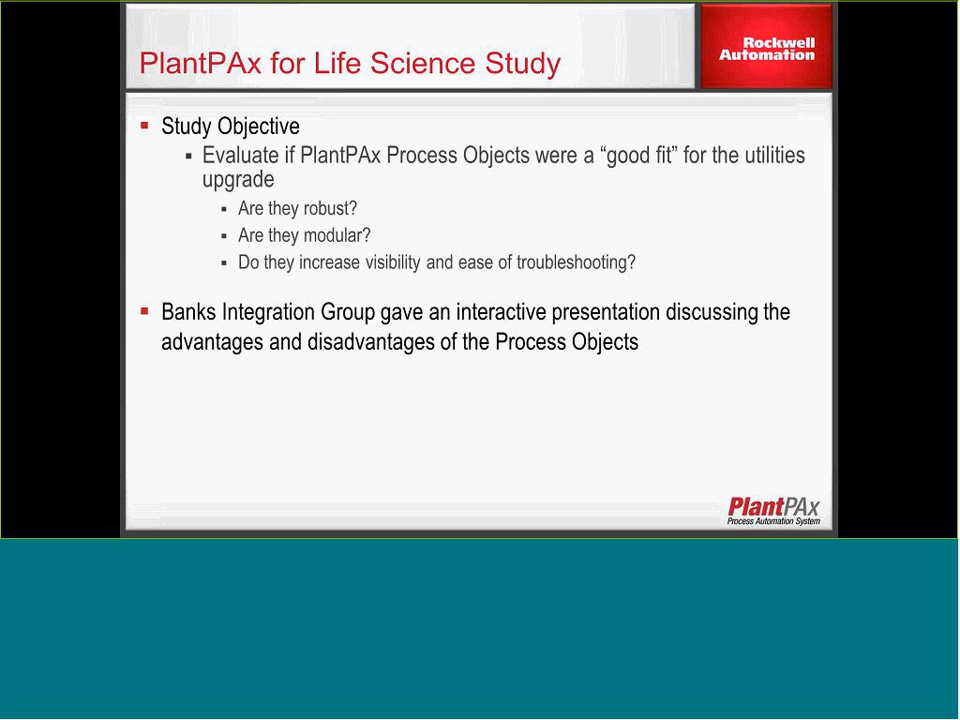 PlantPAx for Life Science Study
Rockwell
Automation
▪ Study Objective
▪ Evaluate if PlantPAx Process Objects were a “good fit” for the utilities
upgrade
▪ Are they robust?
▪ Are they modular?
▪ Do they increase visibility and ease of troubleshooting?
▪ Banks Integration Group gave an interactive presentation discussing the
advantages and disadvantages of the Process Objects
PlantPAx
Process Automation System